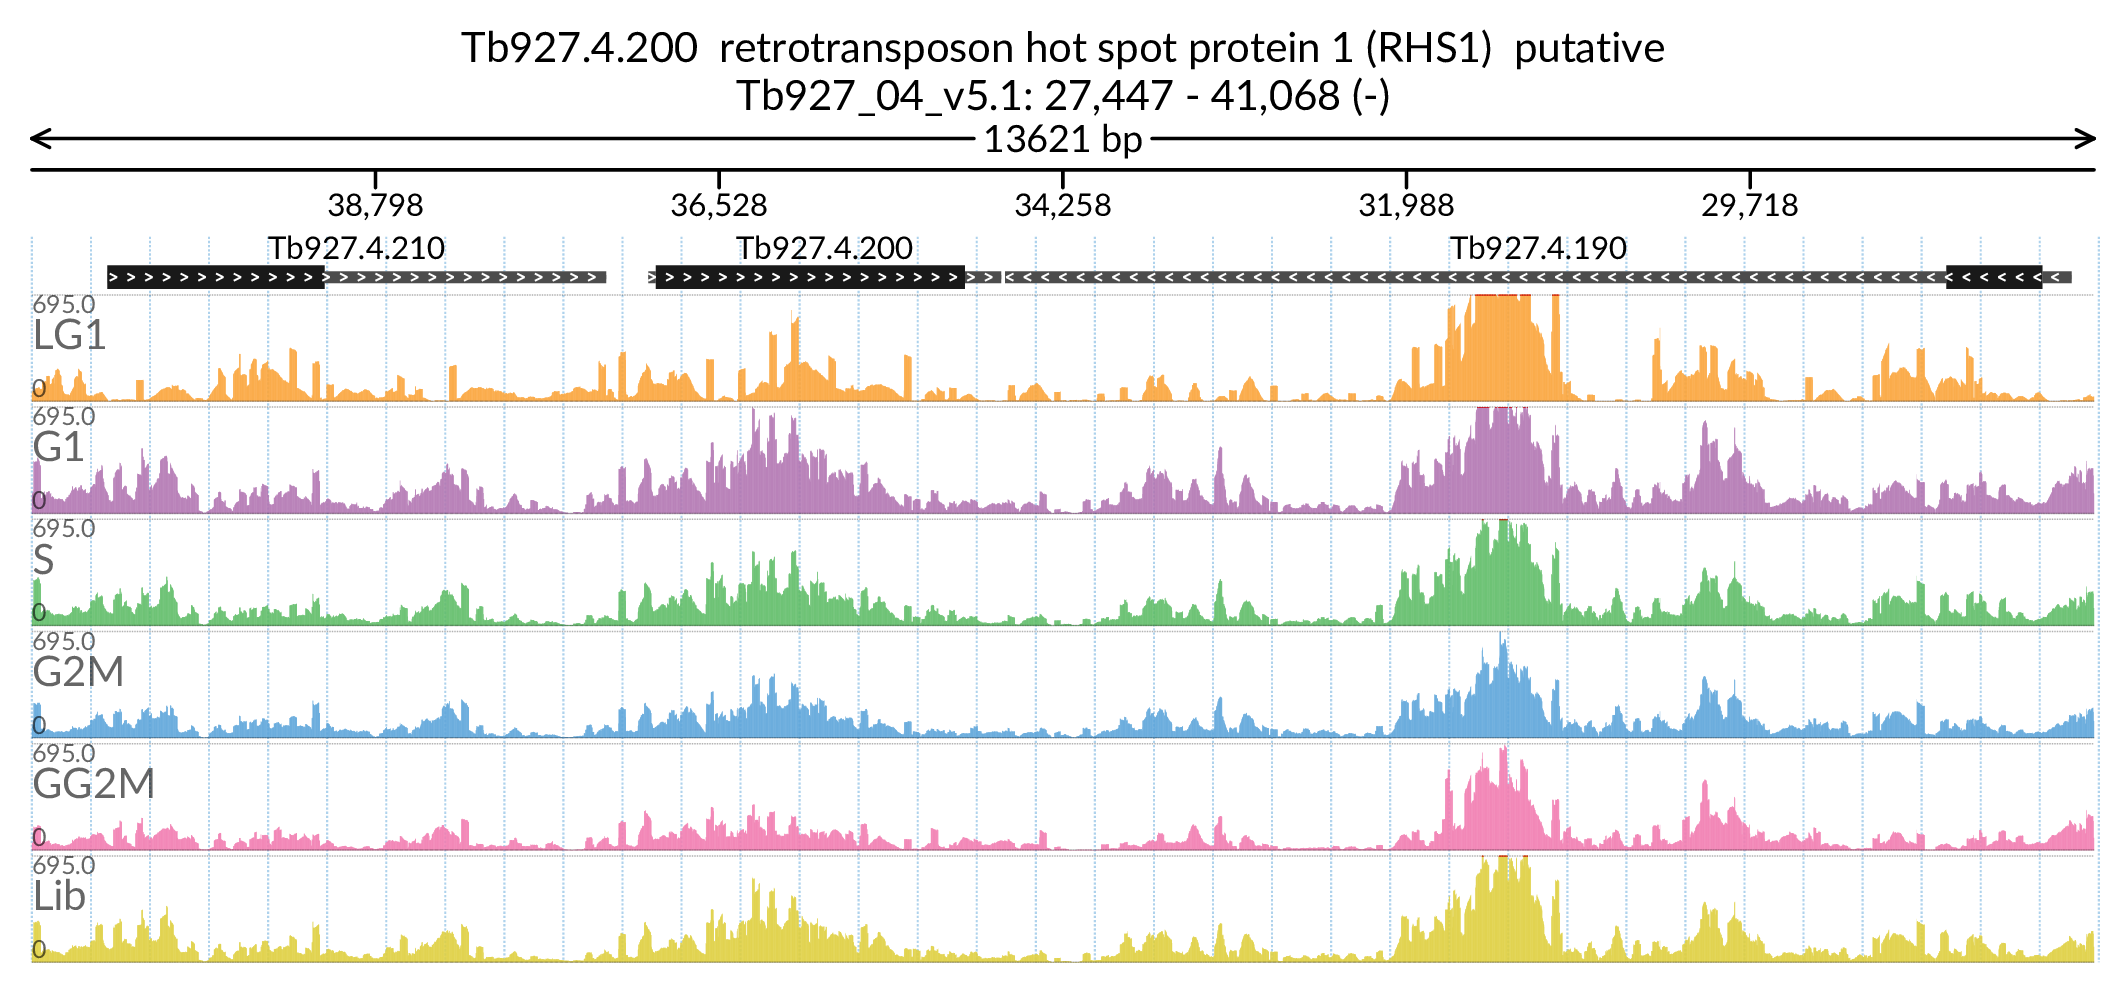 Tb927.4.200 retrotransposon hot spot protein 1 (RHS1) putative
Tb927_04_v5.1: 27,447 - 41,068 (-)
13621 bp
38,798 36,528 34,258 31,988 29,718
Tb927.4.210 Tb927.4.200 Tb927.4.190
695.0
LG1
0
695.0
G1
0
695.0
S
0
695.0
G2M
0
695.0
GG2M
0
695.0
Lib
0